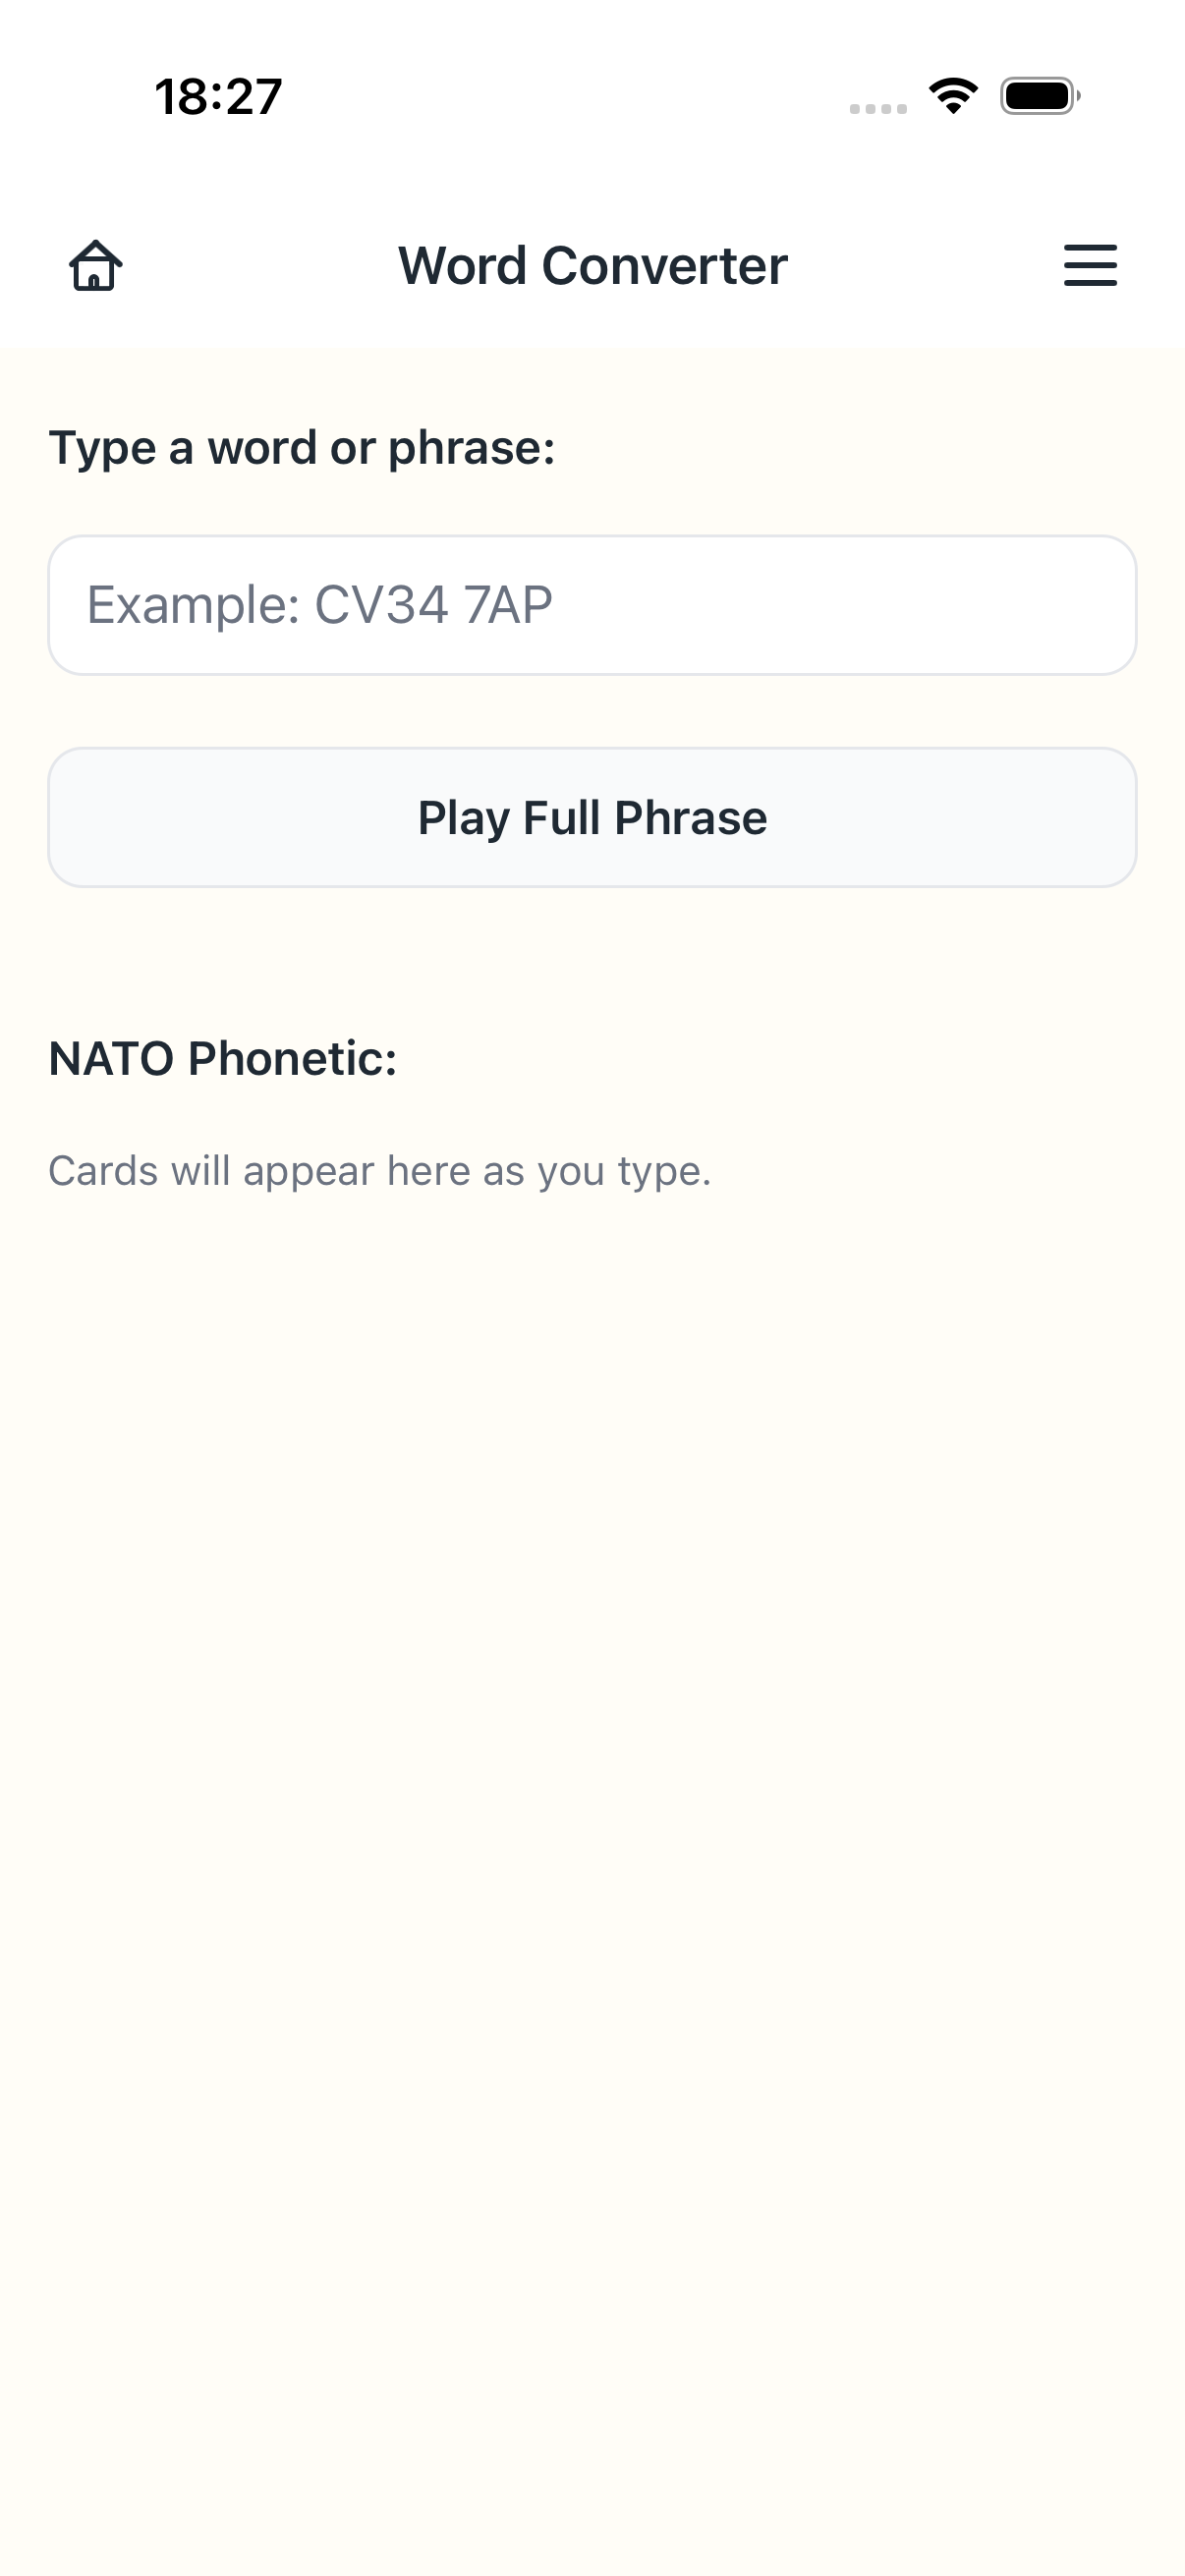 18:27
Word Converter
Type a word or phrase:
Example: CV34 7AP
Play Full Phrase
NATO Phonetic:
Cards will appear here as you type.